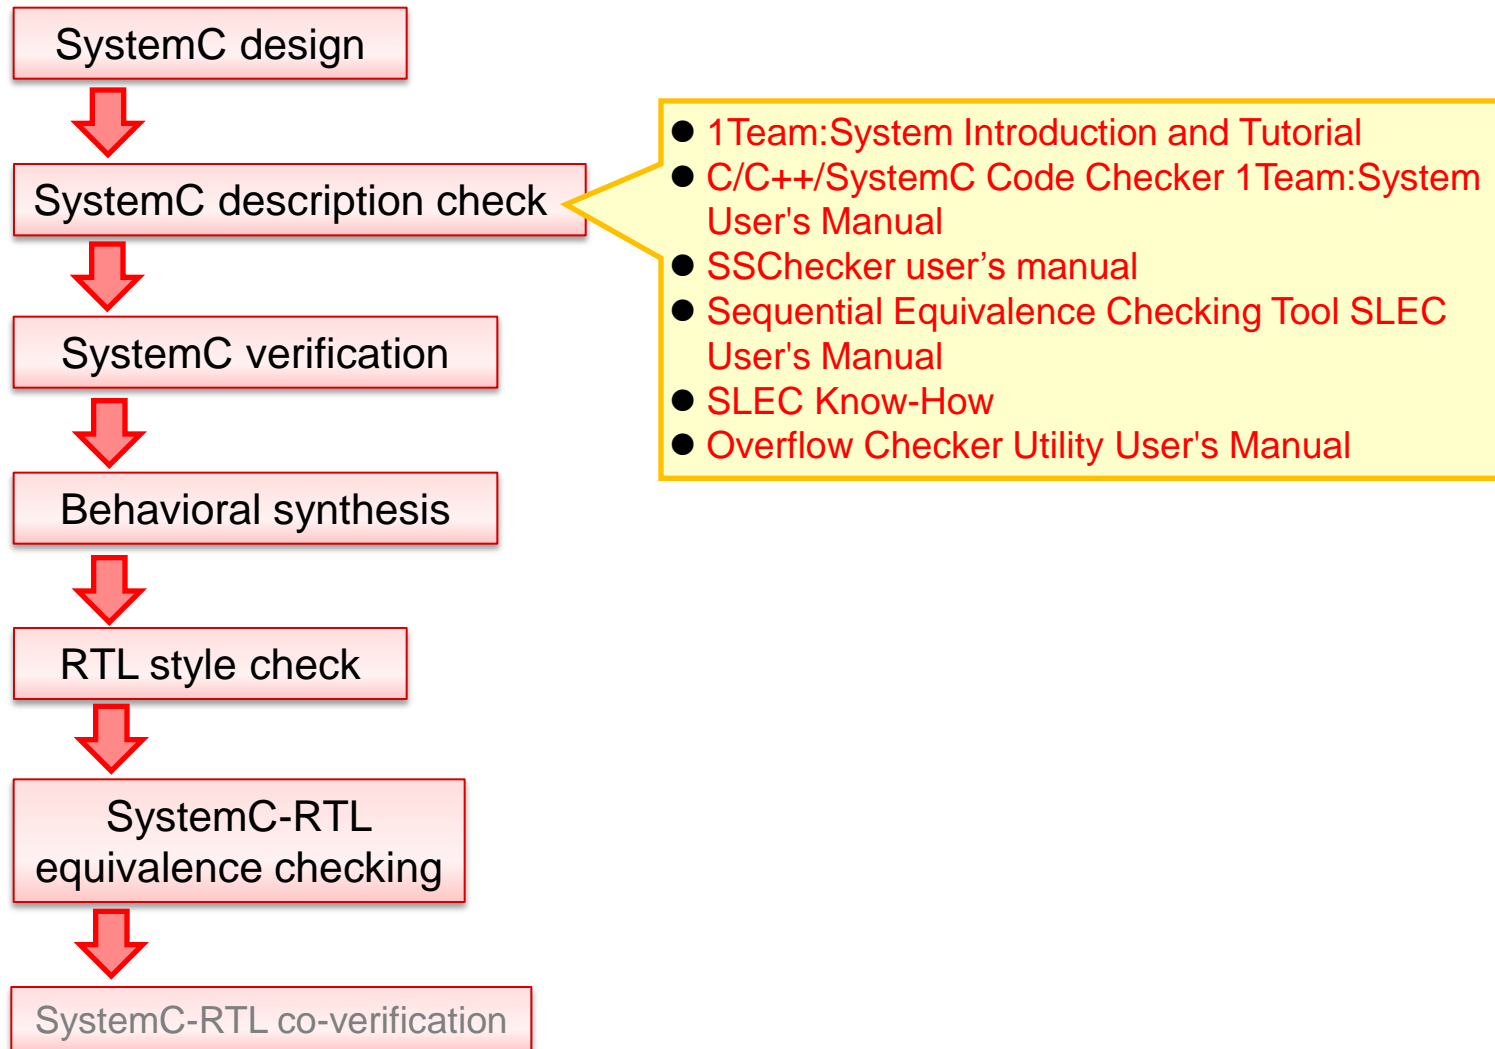 SystemC design
SystemC description check
● 1Team:System Introduction and Tutorial
● C/C++/SystemC Code Checker 1Team:System
User's Manual
● SSChecker user’s manual
● Sequential Equivalence Checking Tool SLEC
User's Manual
● SLEC Know-How
● Overflow Checker Utility User's Manual
SystemC verification
Behavioral synthesis
RTL style check
SystemC-RTL
equivalence checking
SystemC-RTL co-verification